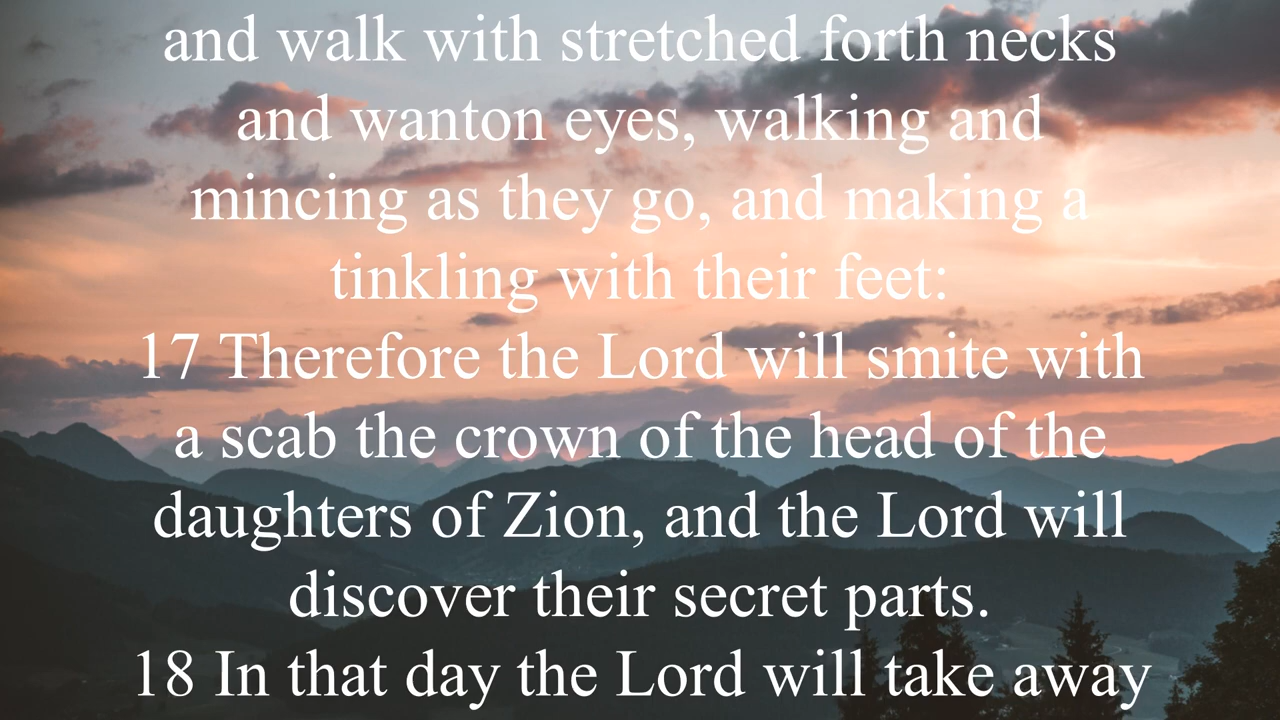 and walk with stretched forth necks
and wanton eyes, walking and
mincing as they go, and making a
tinkling with their feet:
17 Therefore the Lord will smite with
a scab the crown of the head of the
daughters of Zion, and the Lord will
discover their secret parts.
18 In that day the Lord will take away